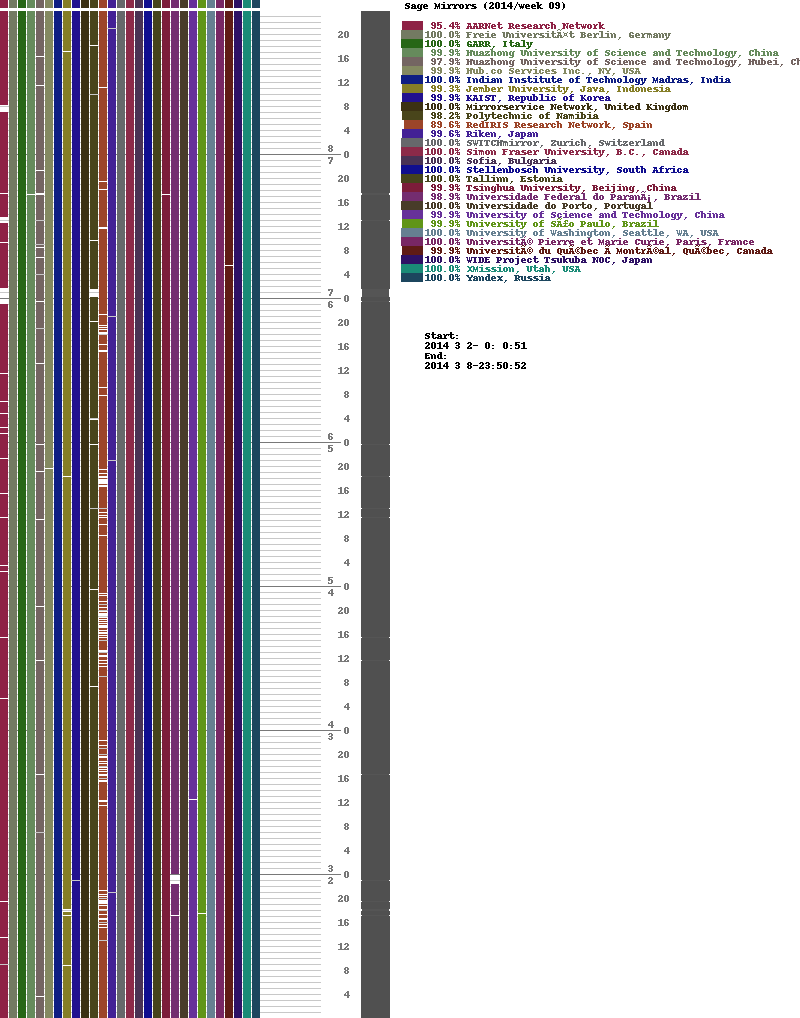 Sage Mirrors (2014/week 09)
95.4% AARNet Research Network
100.0% Freie UniversitÃ¤t Berlin, Germany
100.0% GARR, Italy
99.9% Huazhong University of Science and Technology, China
97.9% Huazhong University of Science and Technology, Hubei, Ch
99.9% Hub.co Services Inc., NY, USA
100.0% Indian Institute of Technology Madras, India
99.3% Jember University, Java, Indonesia
99.9% KAIST, Republic of Korea
100.0% Mirrorservice Network, United Kingdom
98.2% Polytechnic of Namibia
89.6% RedIRIS Research Network, Spain
99.6% Riken, Japan
100.0% SWITCHmirror, Zurich, Switzerland
100.0% Simon Fraser University, B.C., Canada
100.0% Sofia, Bulgaria
100.0% Stellenbosch University, South Africa
100.0% Tallinn, Estonia
99.9% Tsinghua University, Beijing, China
98.9% Universidade Federal do ParanÃ¡, Brazil
100.0% Universidade do Porto, Portugal
99.9% University of Science and Technology, China
99.9% University of SÃ£o Paulo, Brazil
100.0% University of Washington, Seattle, WA, USA
100.0% UniversitÃ© Pierre et Marie Curie, Paris, France
99.9% UniversitÃ© du QuÃ©bec Ã MontrÃ©al, QuÃ©bec, Canada
100.0% WIDE Project Tsukuba NOC, Japan
100.0% XMission, Utah, USA
100.0% Yandex, Russia
Start:
2014 3 2- 0: 0:51
End:
2014 3 8-23:50:52
20
16
12
8
4
8
0
7
20
16
12
8
4
7
0
6
20
16
12
8
4
6
0
5
20
16
12
8
4
5
0
4
20
16
12
8
4
4
0
3
20
16
12
8
4
3
0
2
20
16
12
8
4